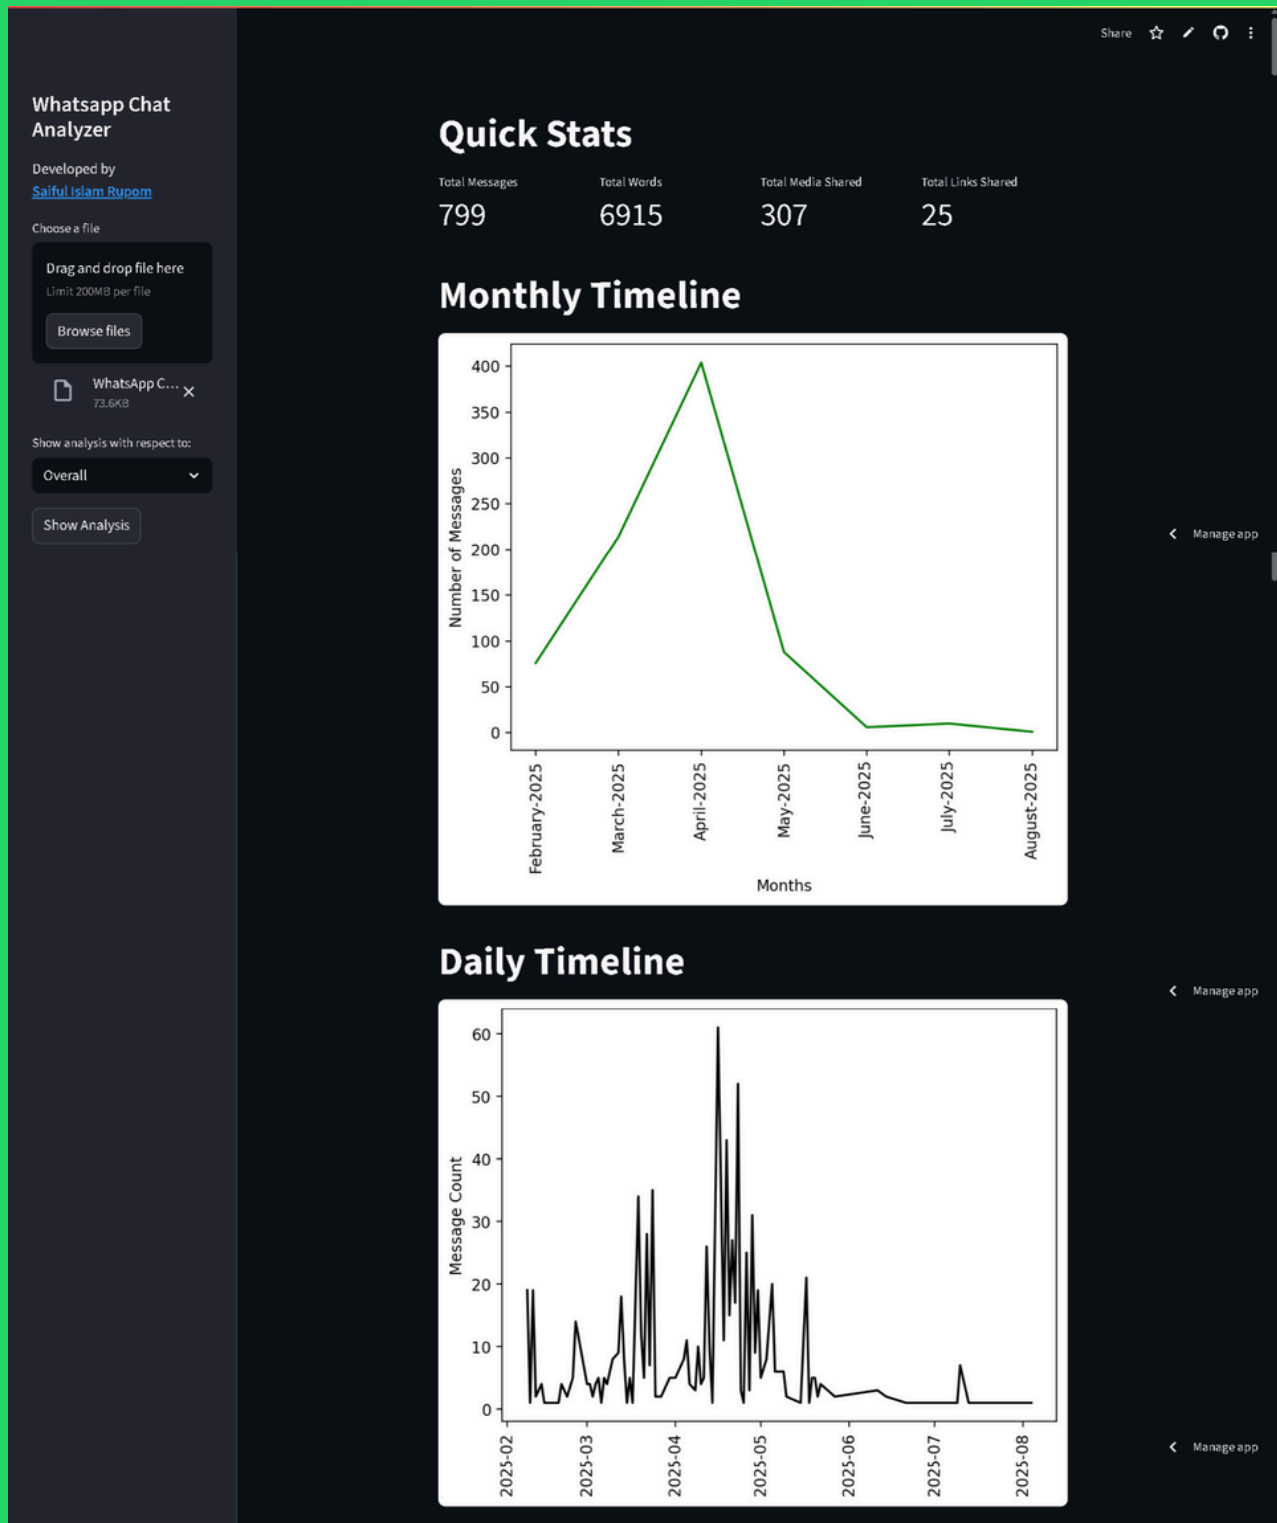 Share
Whatsapp Chat
Analyzer
Developed by
Saiful Islam Rupom
Choose a file
Drag and drop file here
Limit 200MB per file
Browse files
WhatsApp C...
73.6KB
Show analysis with respect to:
Overall
Show Analysis
Quick Stats
Total Messages
Total Words
Total Media Shared
Total Links Shared
799
6915
307
25
Monthly Timeline
Number of Messages
400
350
300
250
200
150
100
50
0
February-2025
March-2025
April-2025
May-2025
June-2025
July-2025
August-2025
Months
Manage app
Daily Timeline
Manage app
Message Count
60
50
40
30
20
10
0
2025-02
2025-03
2025-04
2025-05
2025-06
2025-07
2025-08
Manage app